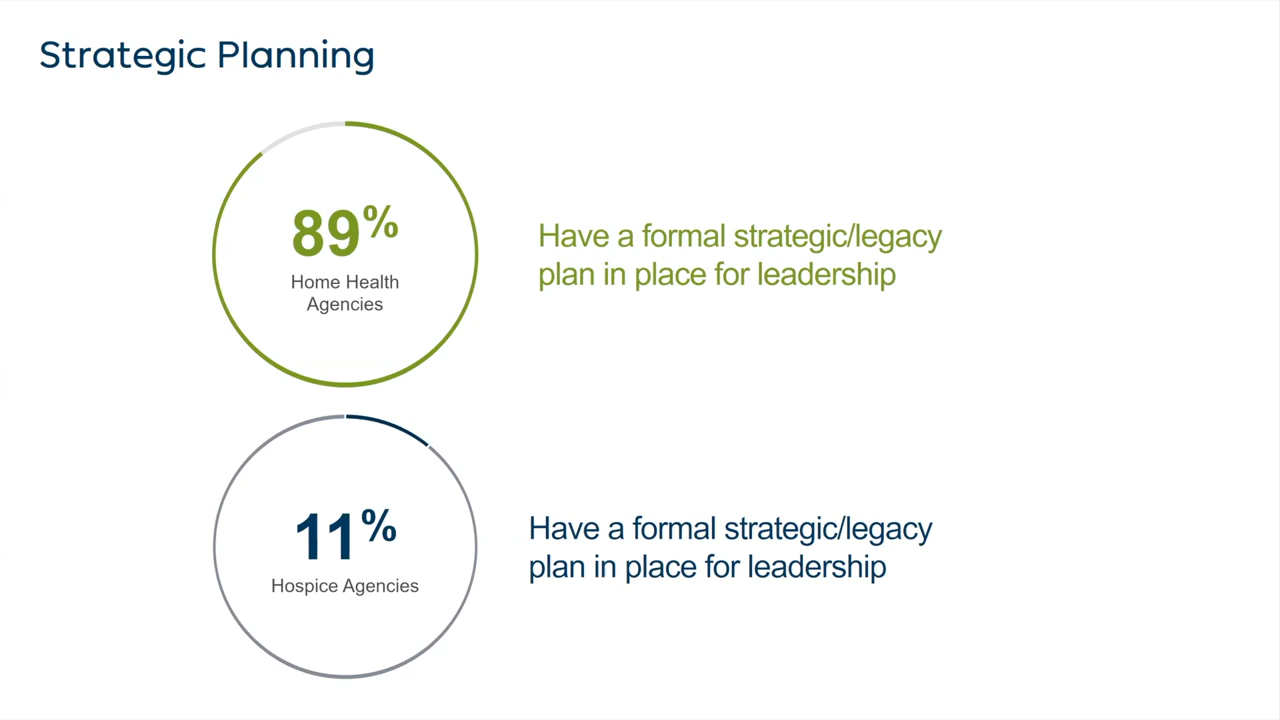 Strategic Planning
89%
Home Health
Agencies
Have a formal strategic/legacy
plan in place for leadership
11%
Hospice Agencies
Have a formal strategic/legacy
plan in place for leadership